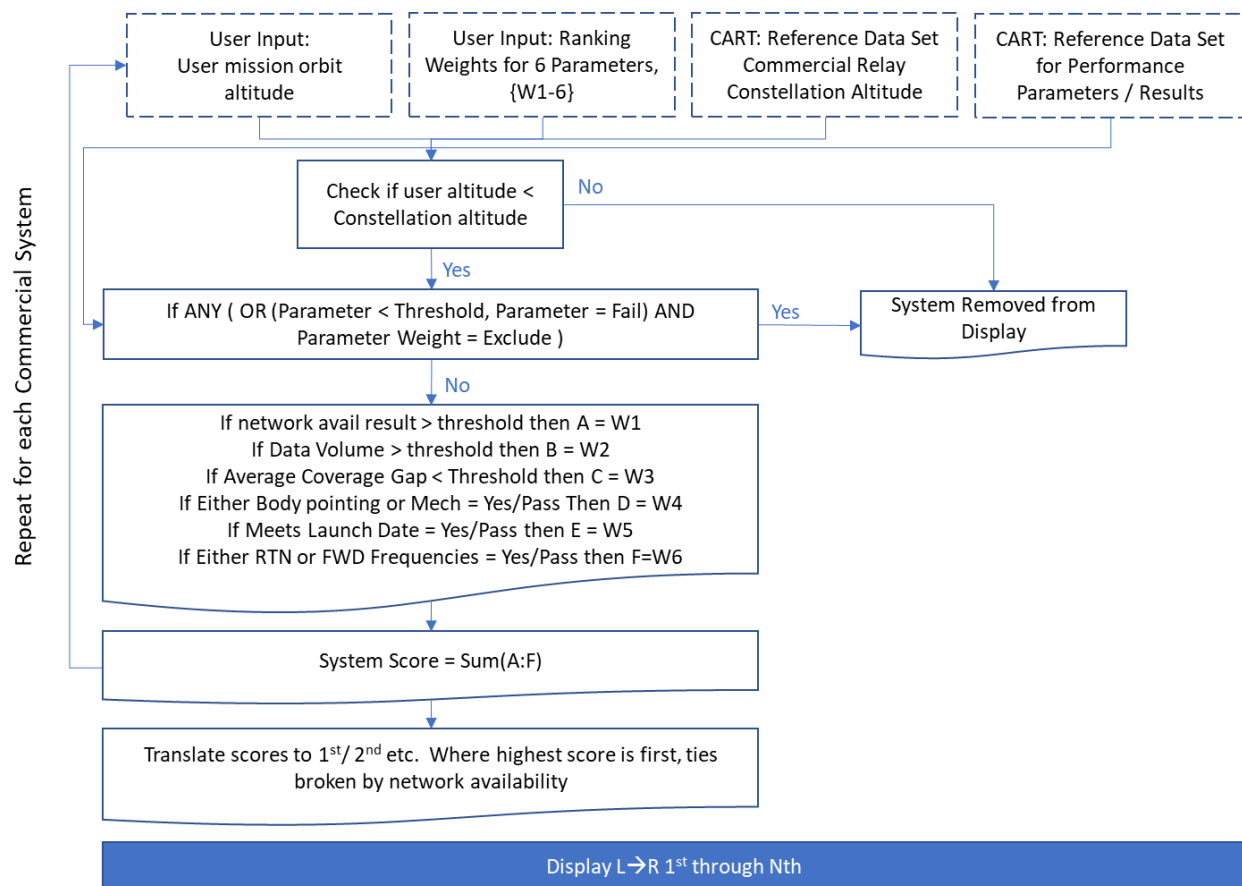 User Input:
User mission orbit
altitude
User Input: Ranking
Weights for 6 Parameters,
{W1-6}
CART: Reference Data Set
Commercial Relay
Constellation Altitude
CART: Reference Data Set
for Performance
Parameters / Results
Repeat for each Commercial System
Check if user altitude <
Constellation altitude
No
Yes
If ANY ( OR (Parameter < Threshold, Parameter = Fail) AND
Parameter Weight = Exclude )
Yes
System Removed from
Display
No
If network avail result > threshold then A = W1
If Data Volume > threshold then B = W2
If Average Coverage Gap < Threshold then C = W3
If Either Body pointing or Mech = Yes/Pass Then D = W4
If Meets Launch Date = Yes/Pass then E = W5
If Either RTN or FWD Frequencies = Yes/Pass then F=W6
System Score = Sum(A:F)
Translate scores to 1st/ 2nd etc. Where highest score is first, ties
broken by network availability
Display L→R 1st through Nth